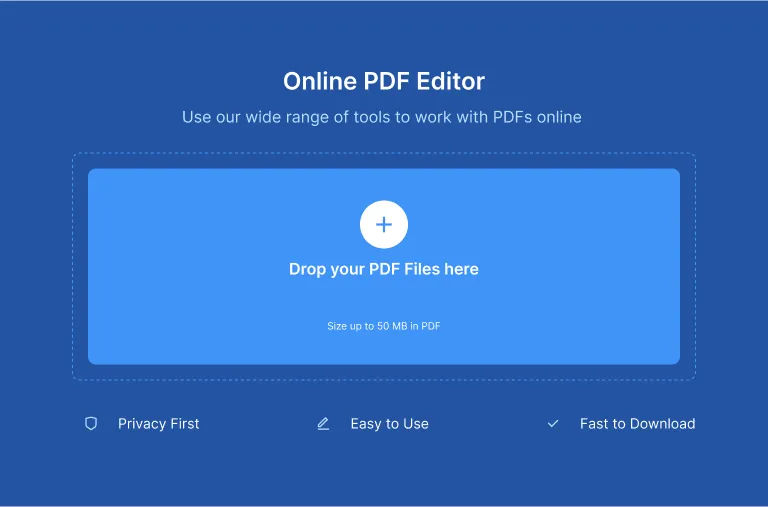 Online PDF Editor
Use our wide range of tools to work with PDFs online
Drop your PDF Files here
Size up to 50 MB in PDF
Privacy First
Easy to Use
Fast to Download